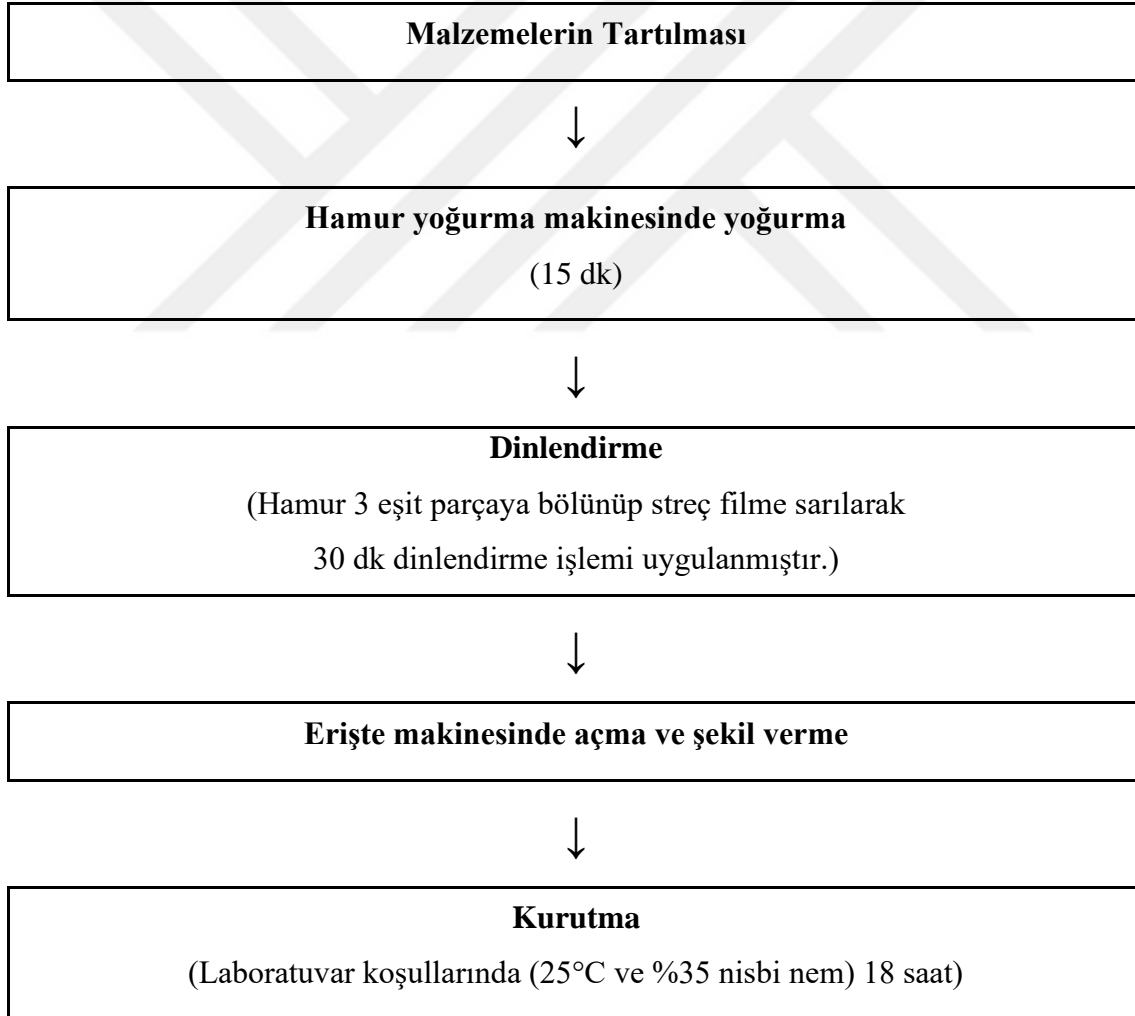 Malzemelerin Tartılması
↓
Hamur yoğurma makinesinde yoğurma
(15 dk)
↓
Dinlendirme
(Hamur 3 eşit parçaya bölünüp streç filme sarılarak
30 dk dinlendirme işlemi uygulanmıştır.)
↓
Erişte makinesinde açma ve şekil verme
↓
Kurutma
(Laboratuvar koşullarında (25°C ve %35 nisbi nem) 18 saat)